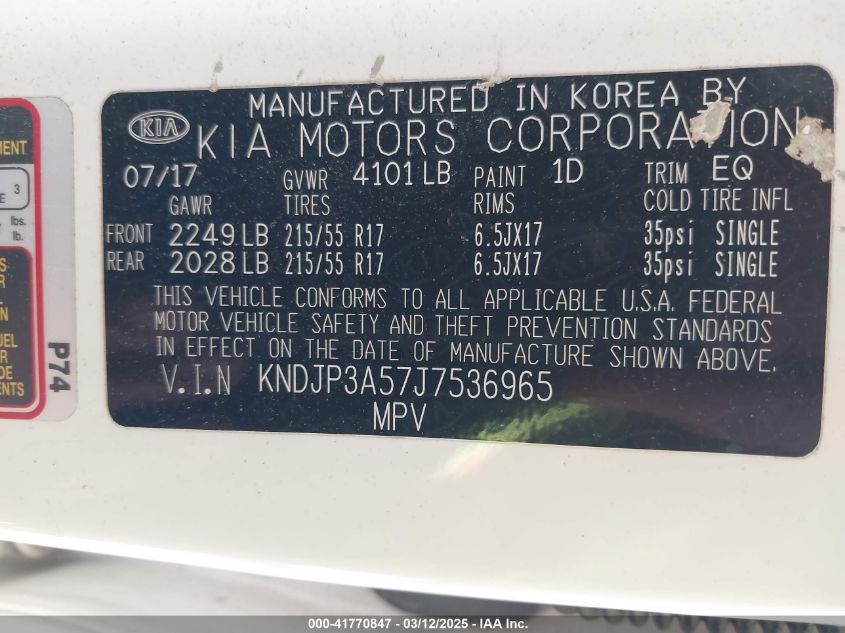 MANUFACTURED IN KOREA BY
KIA KIA MOTORS CORPORATION
07/17 GVWR 4101 LB PAINT 1D TRIM EQ
GAWR TIRES RIMS COLD TIRE INFL
FRONT 2249 LB 215/55 R17 6.5JX17 35psi SINGLE
REAR 2028 LB 215/55 R17 6.5JX17 35psi SINGLE
THIS VEHICLE CONFORMS TO ALL APPLICABLE U.S.A. FEDERAL
MOTOR VEHICLE SAFETY AND THEFT PREVENTION STANDARDS
IN EFFECT ON THE DATE OF MANUFACTURE SHOWN ABOVE.
V.I.N KNDJP3A57J7536965
MPV
3
lbs.
lb.
P74
000-41770847 - 03/12/2025 - IAA Inc.